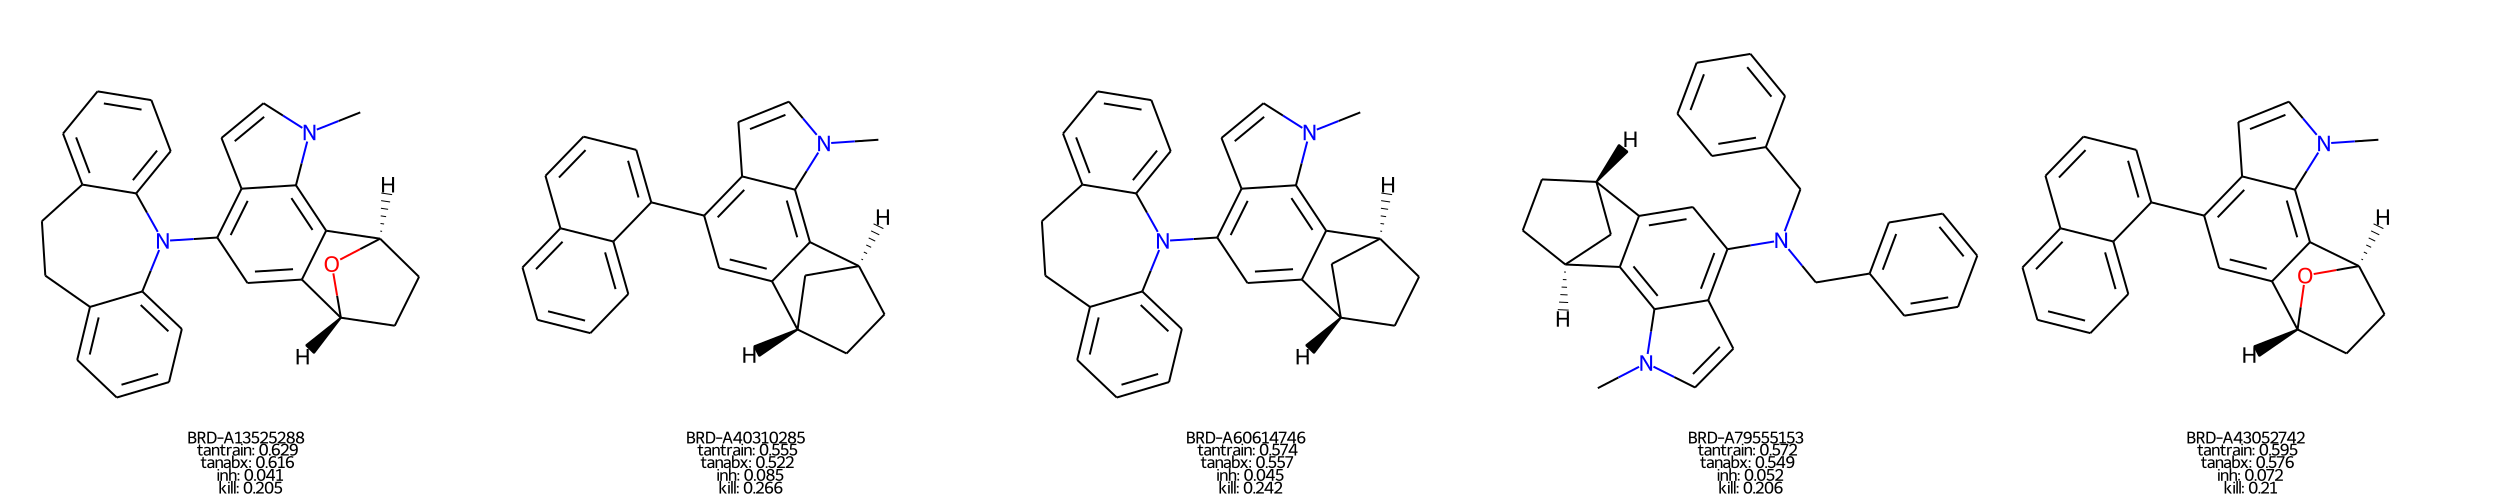 N
H
N
O
H
BRD-A13525288
tantrain: 0.629
tanabx: 0.616
inh: 0.041
kill: 0.205
N
H
H
BRD-A40310285
tantrain: 0.555
tanabx: 0.522
inh: 0.085
kill: 0.266
N
H
N
H
BRD-A60614746
tantrain: 0.574
tanabx: 0.557
inh: 0.045
kill: 0.242
H
N
H
N
BRD-A79555153
tantrain: 0.572
tanabx: 0.549
inh: 0.052
kill: 0.206
N
H
O
H
BRD-A43052742
tantrain: 0.595
tanabx: 0.576
inh: 0.072
kill: 0.21